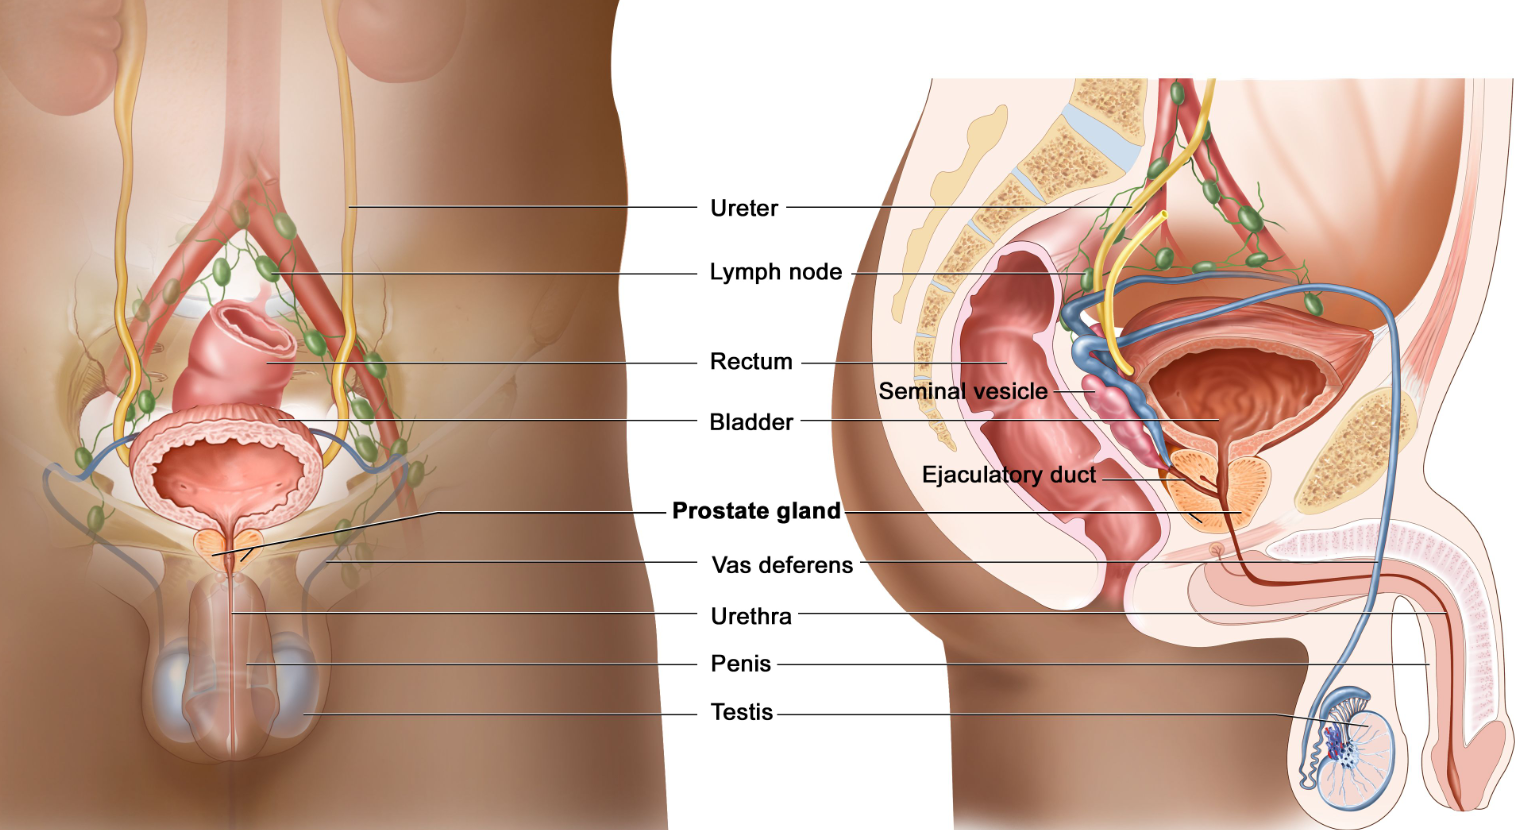 Ureter
Lymph node
Rectum
Seminal vesicle
Bladder
Ejaculatory duct
Prostate gland
Vas deferens
Urethra
Penis
Testis